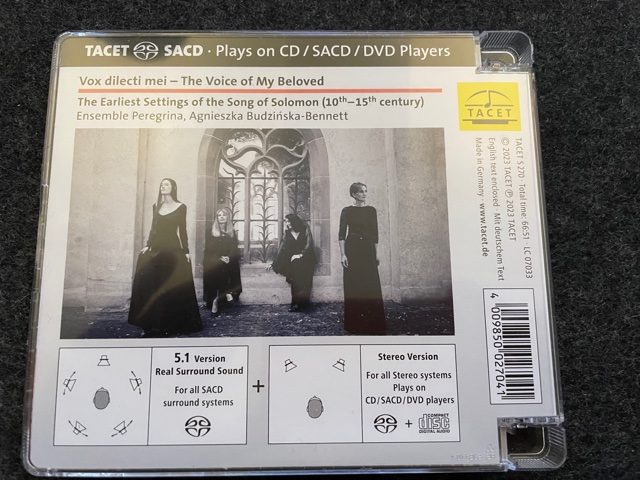 TACET SACD · Plays on CD / SACD / DVD Players
Vox dilecti mei – The Voice of My Beloved
The Earliest Settings of the Song of Solomon (10th–15th century)
Ensemble Peregrina, Agnieszka Budzińska-Bennett
TACET
TACET S 270 · Total time: 66:51 · LC 07033
© 2023 TACET ℗ 2023 TACET
English text enclosed · Mit deutschem Text
Made in Germany · www.tacet.de
4 009850 027041
5.1 Version
Real Surround Sound
For all SACD
surround systems
+
Stereo Version
For all Stereo systems
Plays on
CD/SACD/DVD players
+
COMPACT
disc
DIGITAL AUDIO